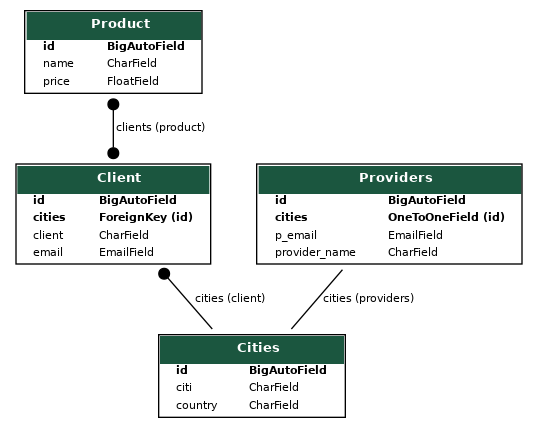 Product
id BigAutoField
name CharField
price FloatField
clients (product)
Client
id BigAutoField
cities ForeignKey (id)
client CharField
email EmailField
Providers
id BigAutoField
cities OneToOneField (id)
p_email EmailField
provider_name CharField
cities (client)
cities (providers)
Cities
id BigAutoField
citi CharField
country CharField